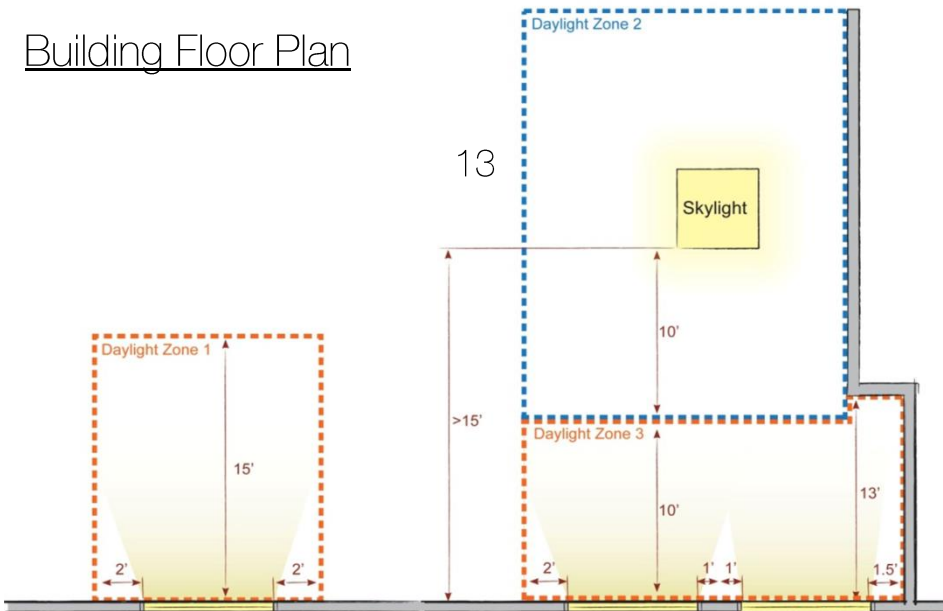 Building Floor Plan
Daylight Zone 2
13
Skylight
10'
Daylight Zone 1
>15'
Daylight Zone 3
15'
13'
10'
2'
2'
2'
1'
1'
1.5'